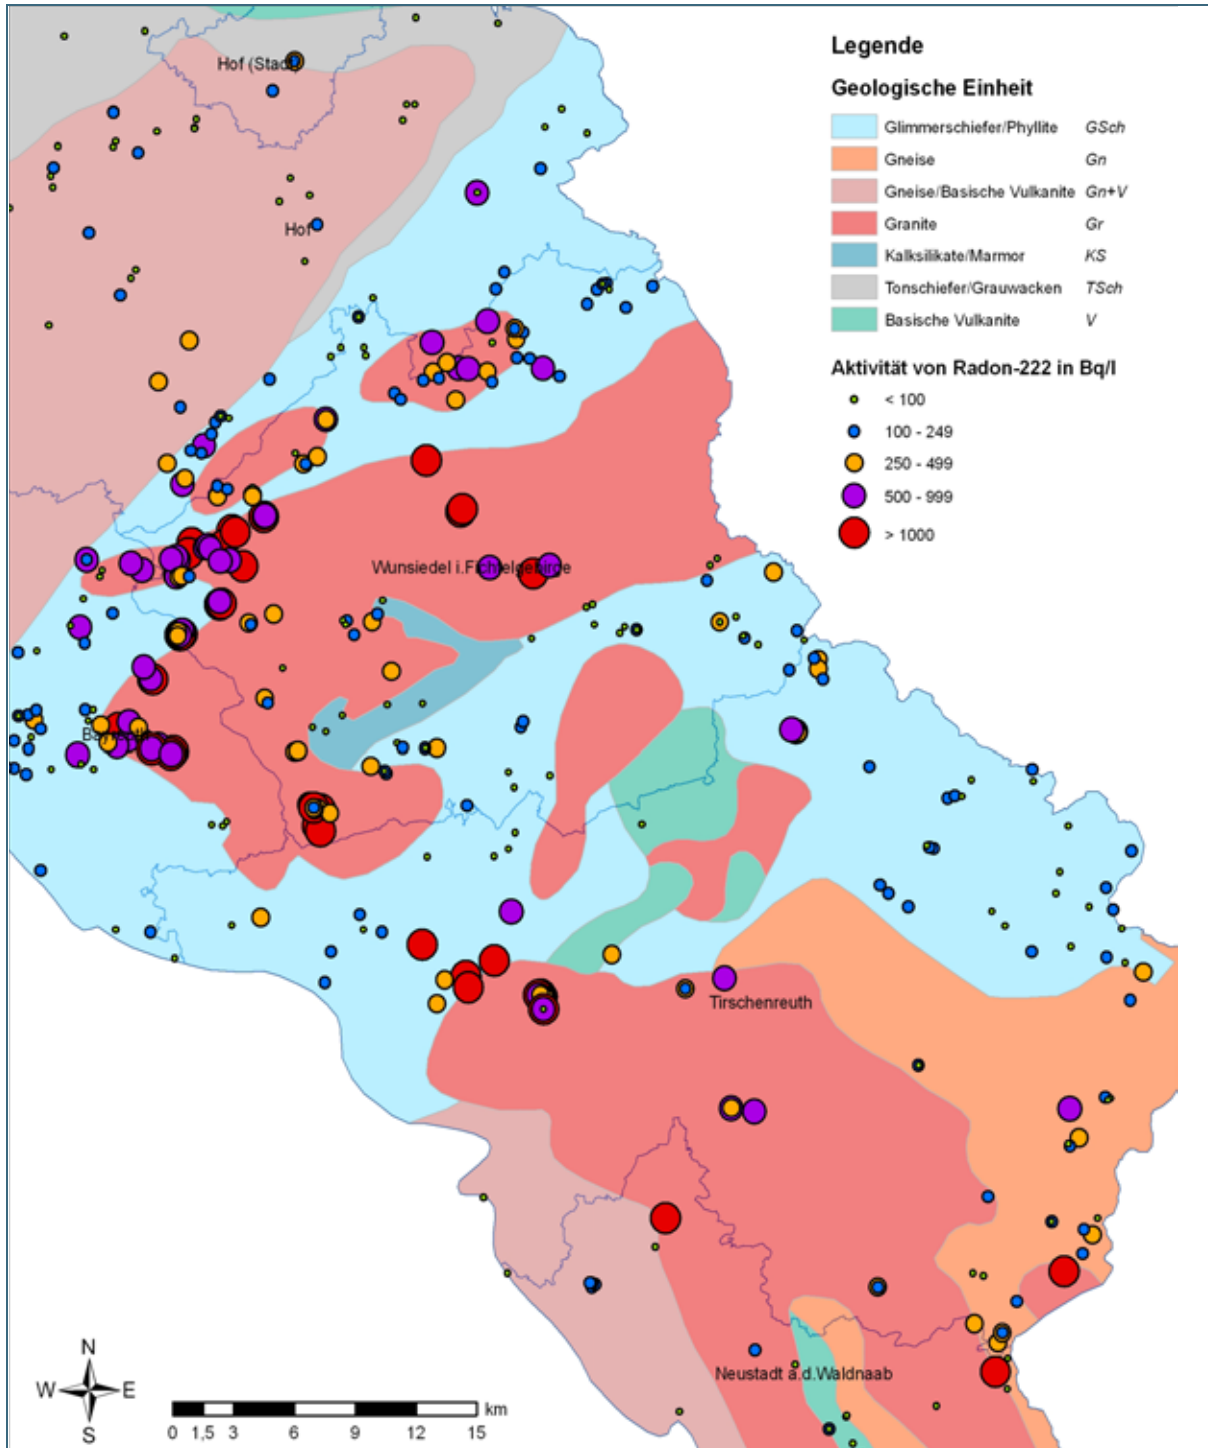 Legende
Geologische Einheit
Glimmerschiefer/Phyllite GSch
Gneise Gn
Gneise/Basische Vulkanite Gn+V
Granite Gr
Kalksilikate/Marmor KS
Tonschiefer/Grauwacken TSch
Basische Vulkanite V
Aktivität von Radon-222 in Bq/l
< 100
100 - 249
250 - 499
500 - 999
> 1000
Hof (Stadt)
Hof
Wunsiedel i.Fichtelgebirge
Bayreuth
Tirschenreuth
Neustadt a.d.Waldnaab
N
W E
S
km
0 1,5 3 6 9 12 15